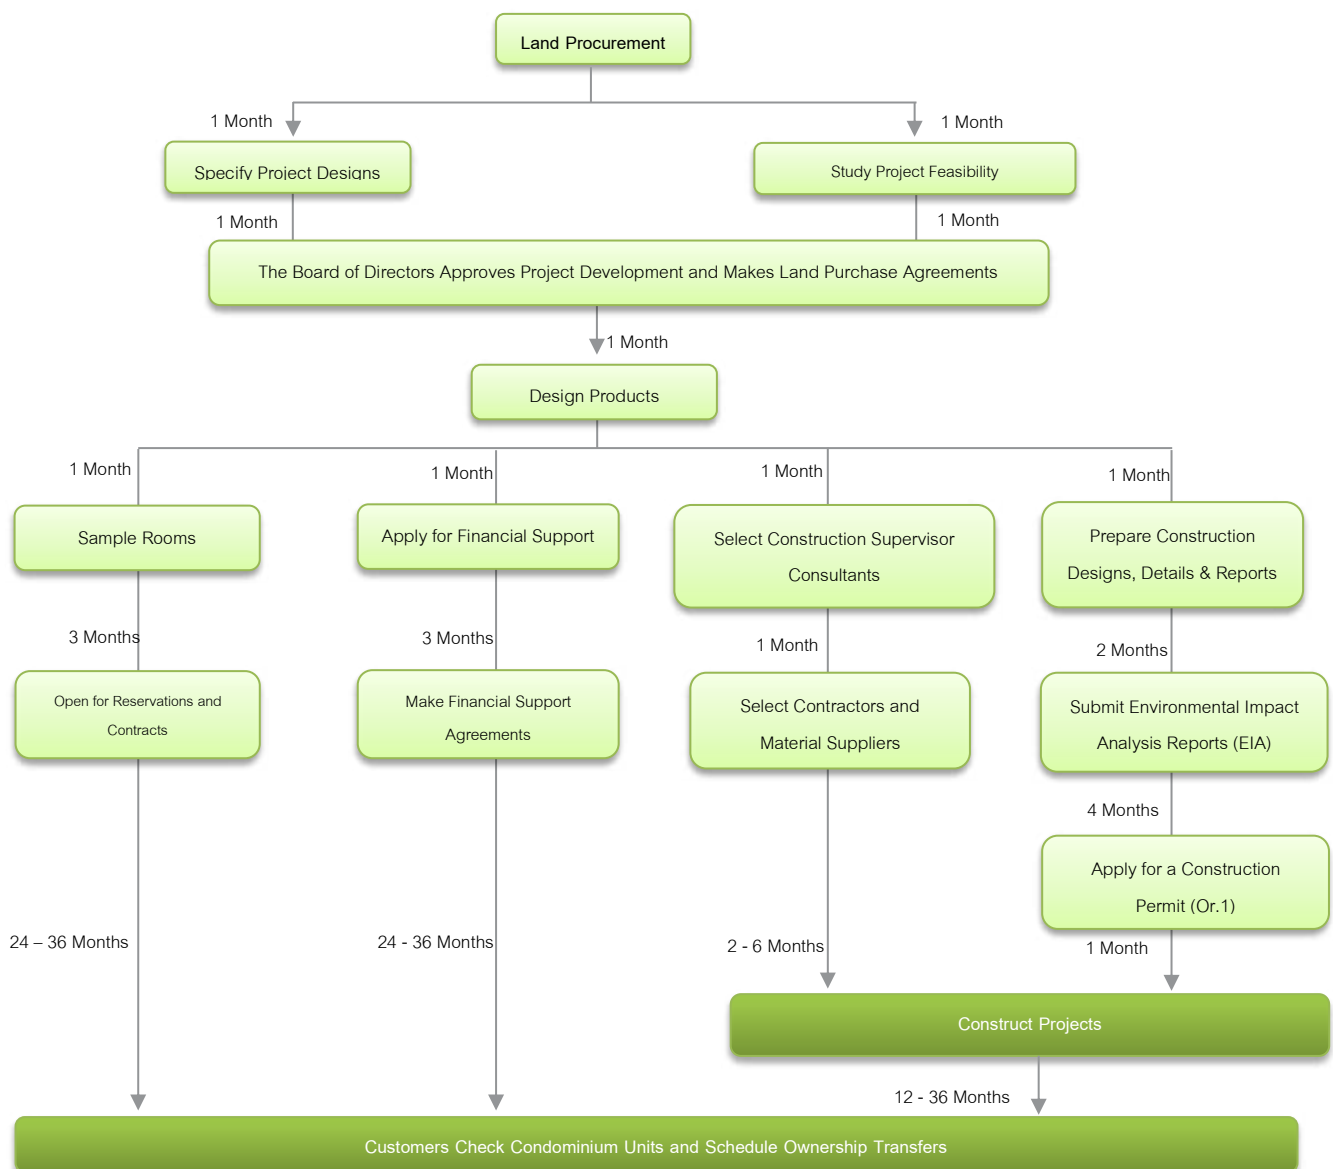 Land Procurement
1 Month
1 Month
Specify Project Designs
Study Project Feasibility
1 Month
1 Month
The Board of Directors Approves Project Development and Makes Land Purchase Agreements
1 Month
Design Products
1 Month
1 Month
1 Month
1 Month
Sample Rooms
Apply for Financial Support
Select Construction Supervisor
Consultants
Prepare Construction
Designs, Details & Reports
3 Months
3 Months
1 Month
2 Months
Open for Reservations and
Contracts
Make Financial Support
Agreements
Select Contractors and
Material Suppliers
Submit Environmental Impact
Analysis Reports (EIA)
4 Months
Apply for a Construction
Permit (Or.1)
24 – 36 Months
24 - 36 Months
2 - 6 Months
1 Month
Construct Projects
12 - 36 Months
Customers Check Condominium Units and Schedule Ownership Transfers